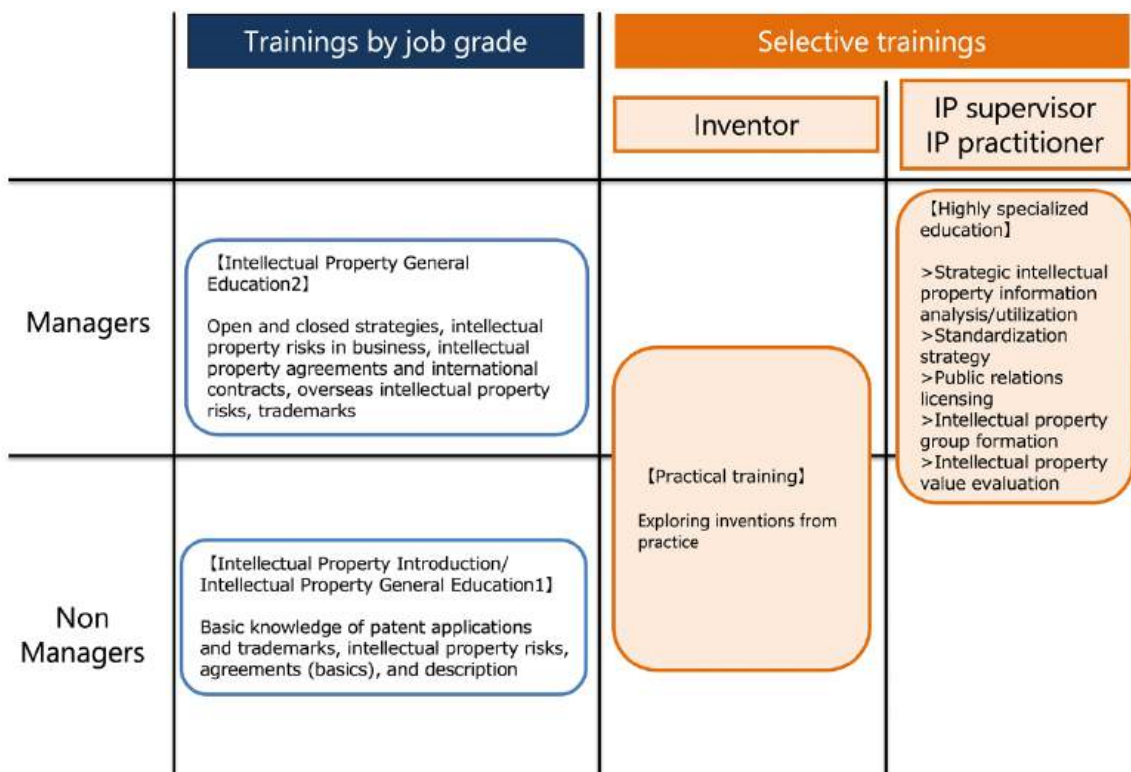 Trainings by job grade
Selective trainings
Inventor
IP supervisor
IP practitioner
Managers
【Intellectual Property General
Education2】
Open and closed strategies, intellectual
property risks in business, intellectual
property agreements and international
contracts, overseas intellectual property
risks, trademarks
【Highly specialized
education】
>Strategic intellectual
property information
analysis/utilization
>Standardization
strategy
>Public relations
licensing
>Intellectual property
group formation
>Intellectual property
value evaluation
【Practical training】
Exploring inventions from
practice
Non
Managers
【Intellectual Property Introduction/
Intellectual Property General Education1】
Basic knowledge of patent applications
and trademarks, intellectual property risks,
agreements (basics), and description